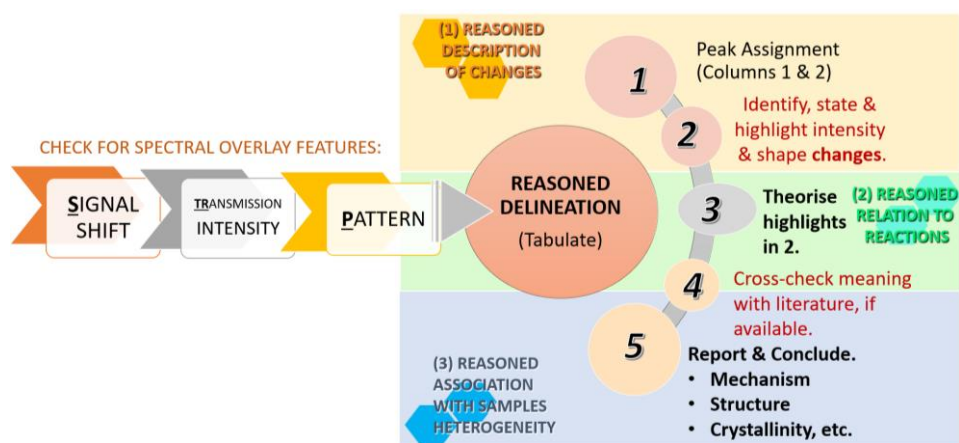 CHECK FOR SPECTRAL OVERLAY FEATURES:
SIGNAL
SHIFT
TRANSMISSION
INTENSITY
PATTERN
REASONED
DELINEATION
(Tabulate)
(1) REASONED
DESCRIPTION
OF CHANGES
1
Peak Assignment
(Columns 1 & 2)
2
Identify, state &
highlight intensity
& shape changes.
3
Theorise
highlights
in 2.
(2) REASONED
RELATION TO
REACTIONS
4
Cross-check meaning
with literature, if
available.
5
Report & Conclude.
• Mechanism
• Structure
• Crystallinity, etc.
(3) REASONED
ASSOCIATION
WITH SAMPLES
HETEROGENEITY